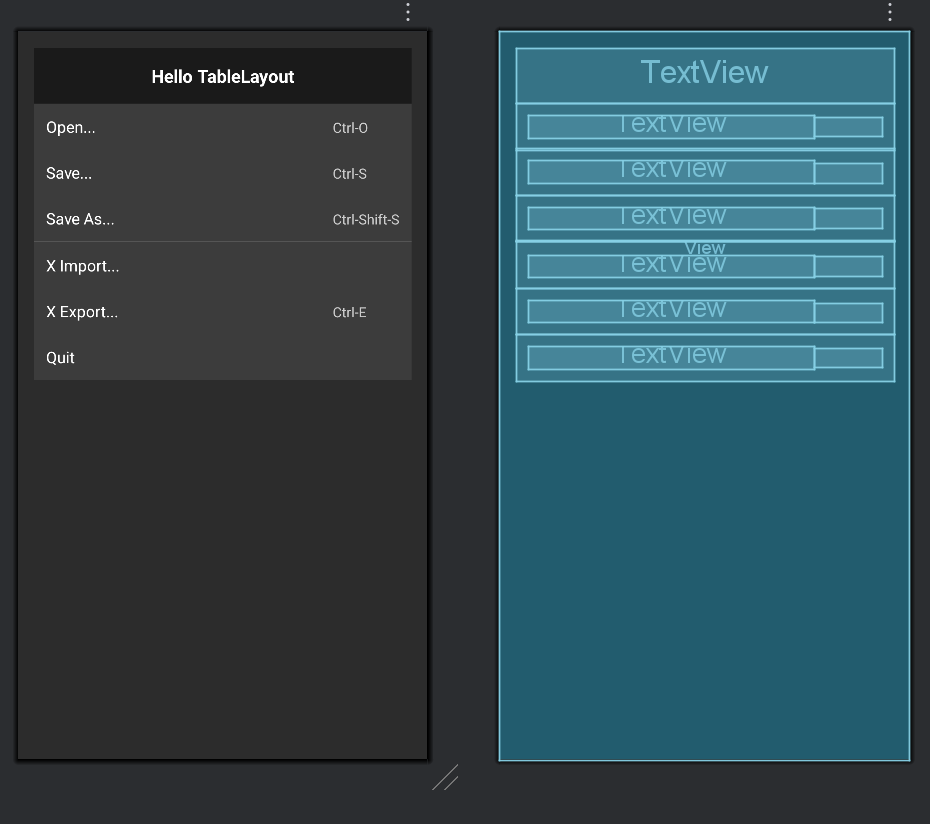 Hello TableLayout
Open... Ctrl-O
Save... Ctrl-S
Save As... Ctrl-Shift-S
X Import...
X Export... Ctrl-E
Quit
TextView
TextView
TextView
TextView
View
TextView
TextView
TextView